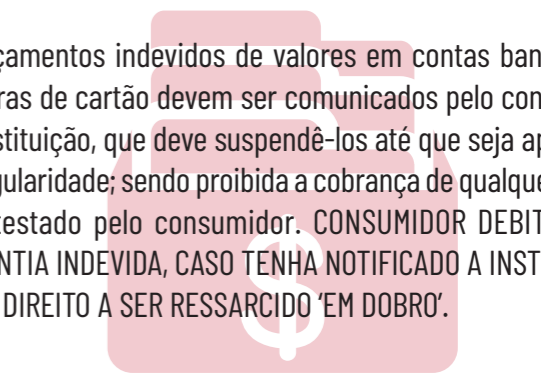 çamentos indevidos de valores em contas ban
ras de cartão devem ser comunicados pelo con
stituição, que deve suspendê-los até que seja ap
gularidade; sendo proibida a cobrança de qualque
testado pelo consumidor. CONSUMIDOR DEBIT
NTIA INDEVIDA, CASO TENHA NOTIFICADO A INST
DIREITO A SER RESSARCIDO ‘EM DOBRO’.
$